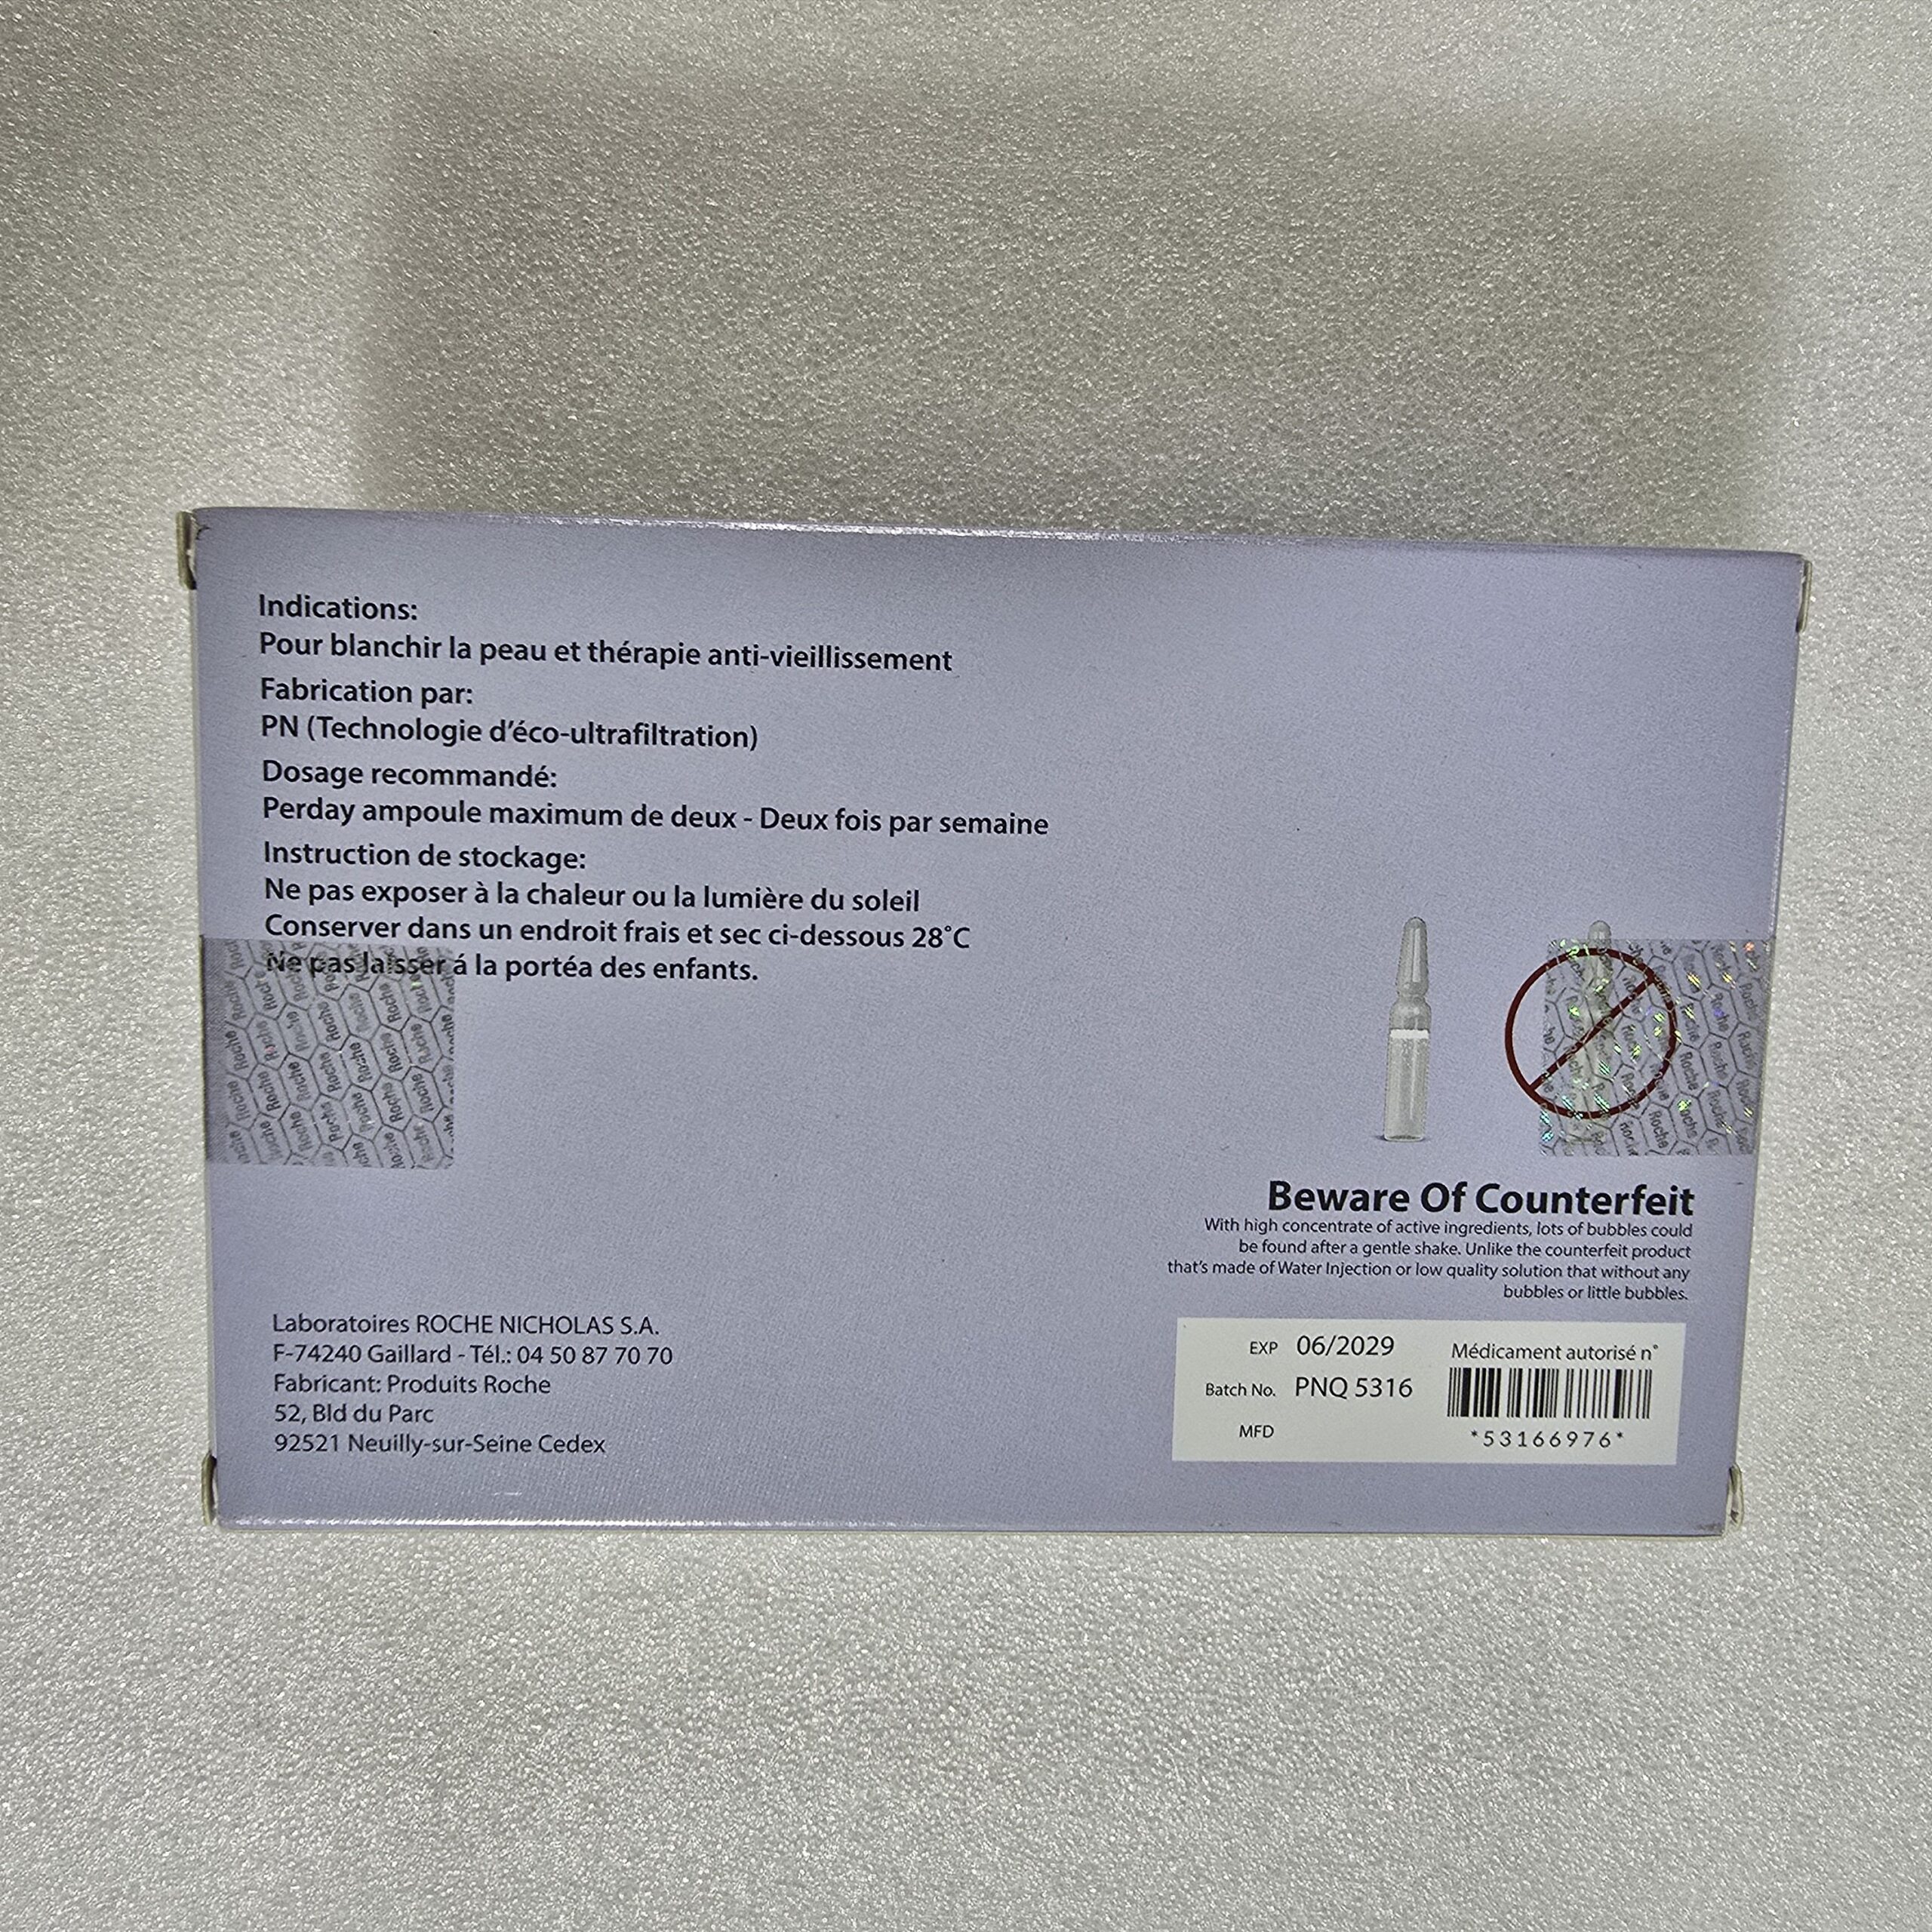 Indications:
Pour blanchir la peau et thérapie anti-vieillissement
Fabrication par:
PN (Technologie d'éco-ultrafiltration)
Dosage recommandé:
Perday ampoule maximum de deux - Deux fois par semaine
Instruction de stockage:
Ne pas exposer à la chaleur ou la lumière du soleil
Conserver dans un endroit frais et sec ci-dessous 28˚C
Ne pas laisser á la portéa des enfants.
Roche
Roche
Beware Of Counterfeit
With high concentrate of active ingredients, lots of bubbles could
be found after a gentle shake. Unlike the counterfeit product
that's made of Water Injection or low quality solution that without any
bubbles or little bubbles.
Laboratoires ROCHE NICHOLAS S.A.
F-74240 Gaillard - Tél.: 04 50 87 70 70
Fabricant: Produits Roche
52, Bld du Parc
92521 Neuilly-sur-Seine Cedex
EXP 06/2029
Batch No. PNQ 5316
MFD
Médicament autorisé n°
*53166976*